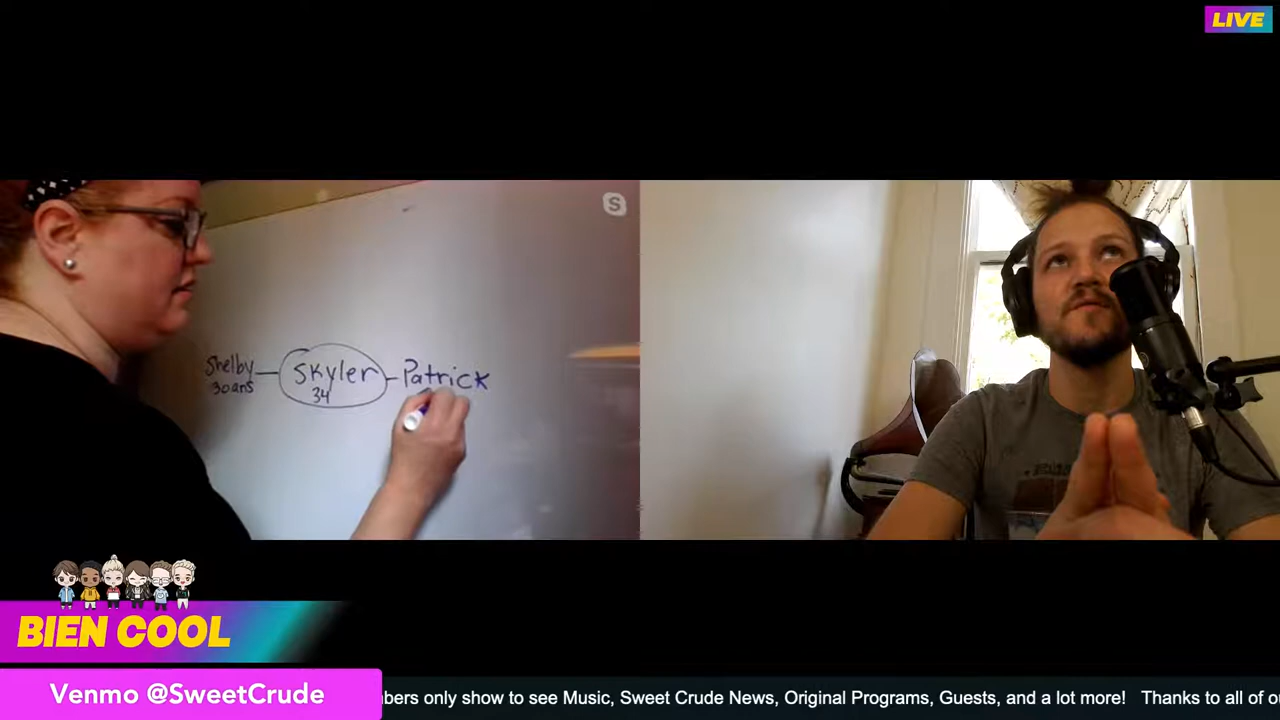 LIVE
S
Shelby
30ans
Skyler
34
Patrick
BIEN COOL
Venmo @SweetCrude
bers only show to see Music, Sweet Crude News, Original Programs, Guests, and a lot more! Thanks to all of o